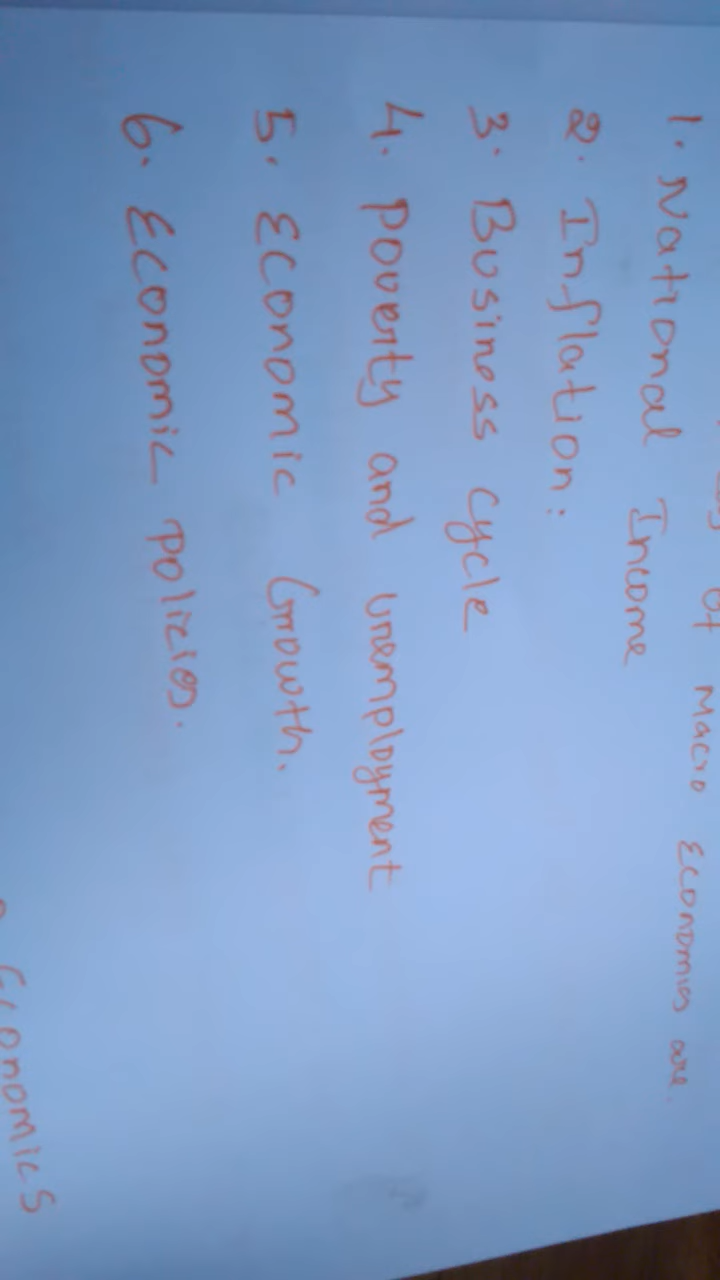 of Macro Economics are.
1. National Income
2. Inflation:
3. Business cycle
4. Poverty and unemployment
5. Economic Growth.
6. Economic policies.
Economics